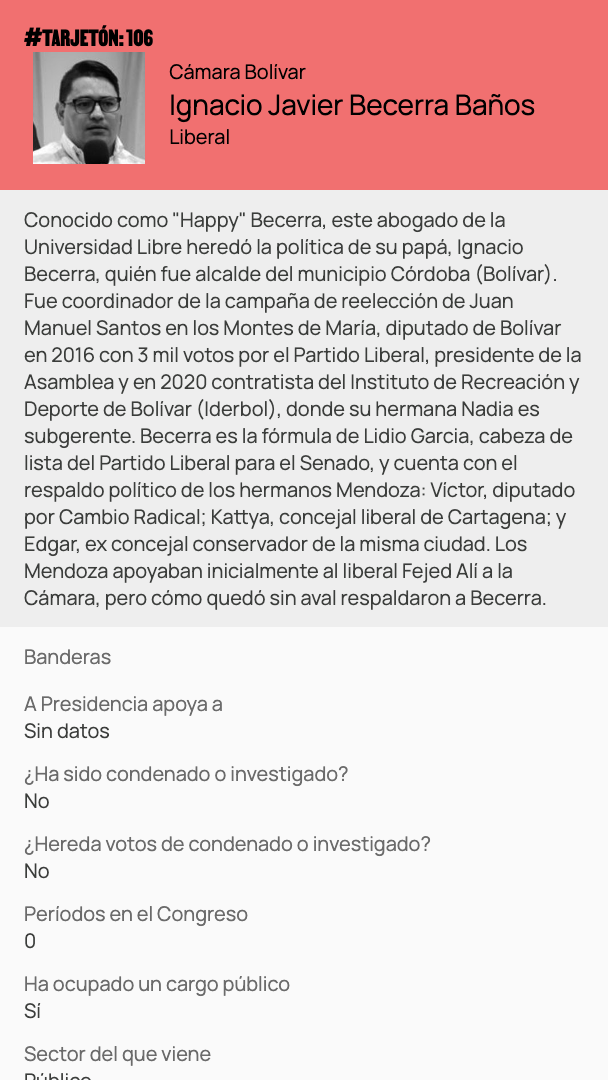 #TARJETÓN: 106
Cámara Bolívar
Ignacio Javier Becerra Baños
Liberal
Conocido como "Happy" Becerra, este abogado de la
Universidad Libre heredó la política de su papá, Ignacio
Becerra, quién fue alcalde del municipio Córdoba (Bolívar).
Fue coordinador de la campaña de reelección de Juan
Manuel Santos en los Montes de María, diputado de Bolívar
en 2016 con 3 mil votos por el Partido Liberal, presidente de la
Asamblea y en 2020 contratista del Instituto de Recreación y
Deporte de Bolívar (Iderbol), donde su hermana Nadia es
subgerente. Becerra es la fórmula de Lidio Garcia, cabeza de
lista del Partido Liberal para el Senado, y cuenta con el
respaldo político de los hermanos Mendoza: Víctor, diputado
por Cambio Radical; Kattya, concejal liberal de Cartagena; y
Edgar, ex concejal conservador de la misma ciudad. Los
Mendoza apoyaban inicialmente al liberal Fejed Alí a la
Cámara, pero cómo quedó sin aval respaldaron a Becerra.
Banderas
A Presidencia apoya a
Sin datos
¿Ha sido condenado o investigado?
No
¿Hereda votos de condenado o investigado?
No
Períodos en el Congreso
0
Ha ocupado un cargo público
Sí
Sector del que viene
Público